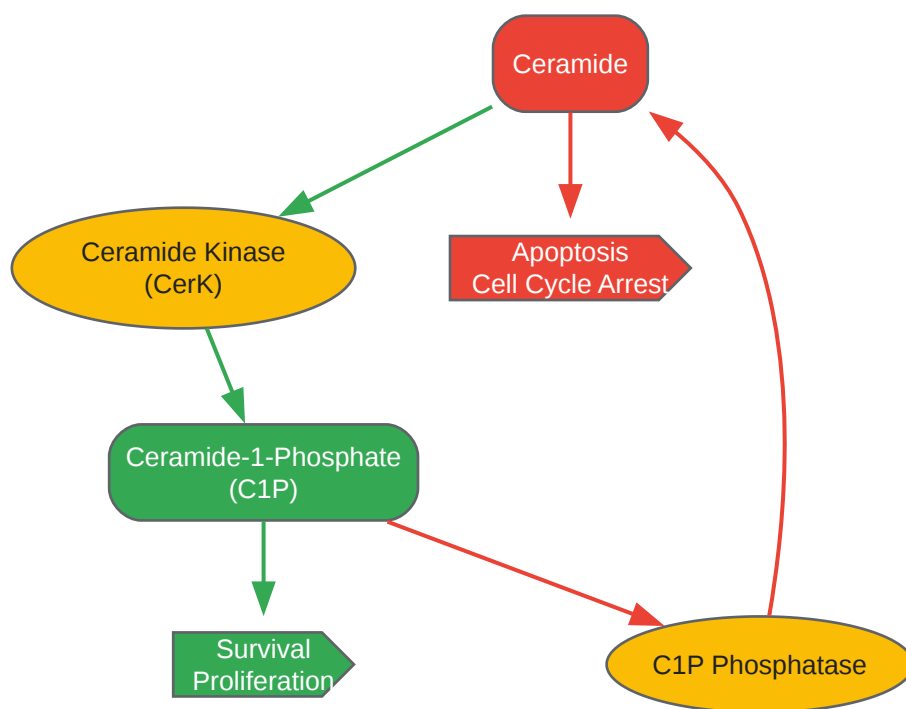 Ceramide
Ceramide Kinase
(CerK)
Apoptosis
Cell Cycle Arrest
Ceramide-1-Phosphate
(C1P)
Survival
Proliferation
C1P Phosphatase